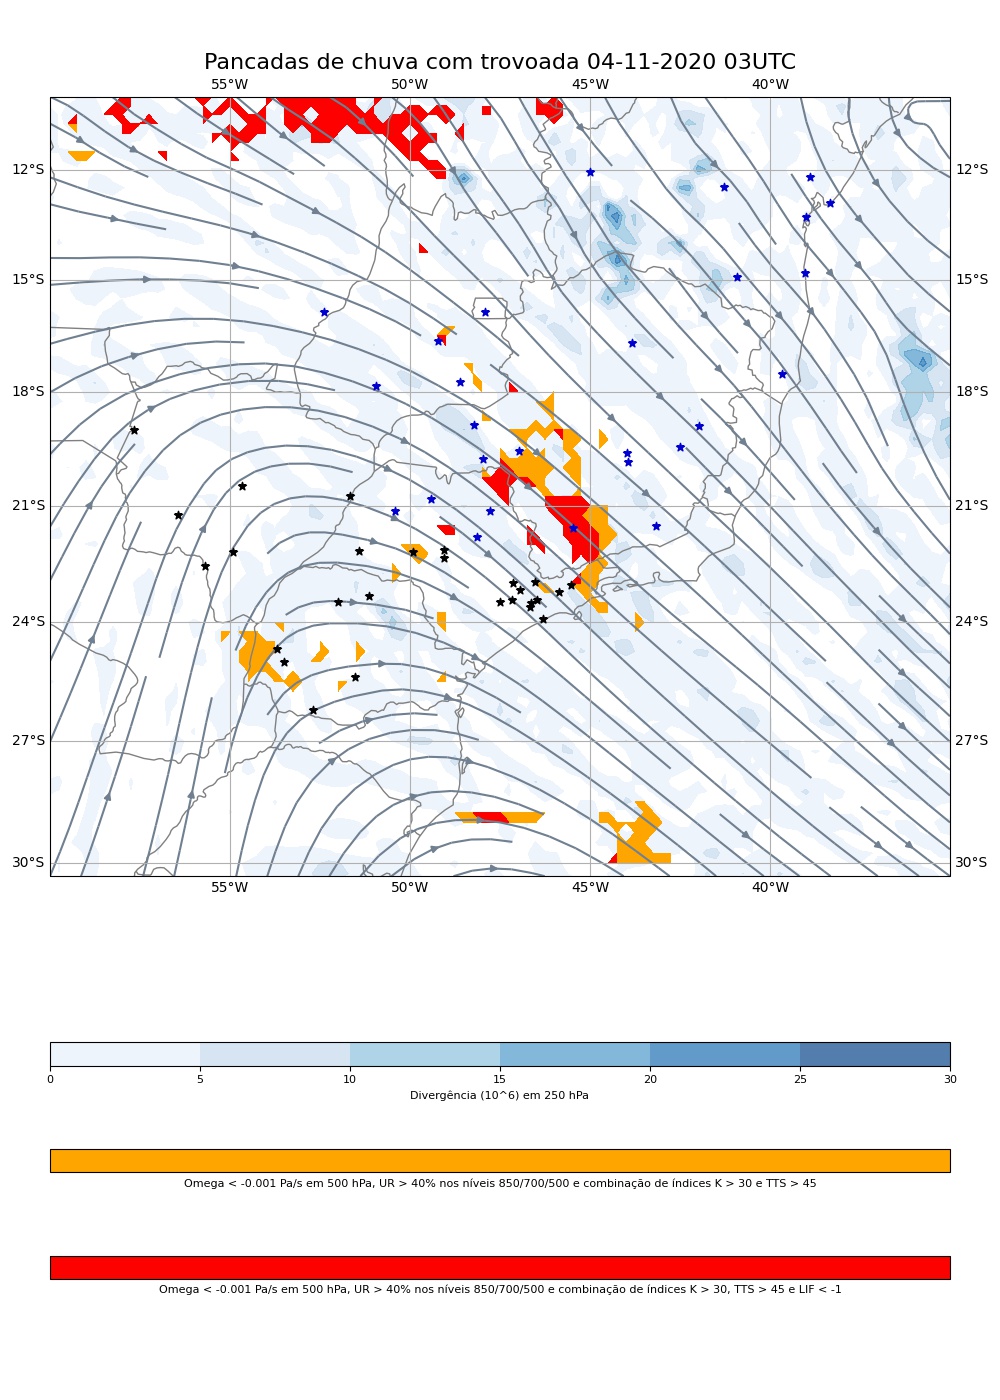 Pancadas de chuva com trovoada 04-11-2020 03UTC
55°W 50°W 45°W 40°W
12°S 12°S
15°S 15°S
18°S 18°S
21°S 21°S
24°S 24°S
27°S 27°S
30°S 30°S
55°W 50°W 45°W 40°W
0 5 10 15 20 25 30
Divergência (10^6) em 250 hPa
Omega < -0.001 Pa/s em 500 hPa, UR > 40% nos níveis 850/700/500 e combinação de índices K > 30 e TTS > 45
Omega < -0.001 Pa/s em 500 hPa, UR > 40% nos níveis 850/700/500 e combinação de índices K > 30, TTS > 45 e LIF < -1